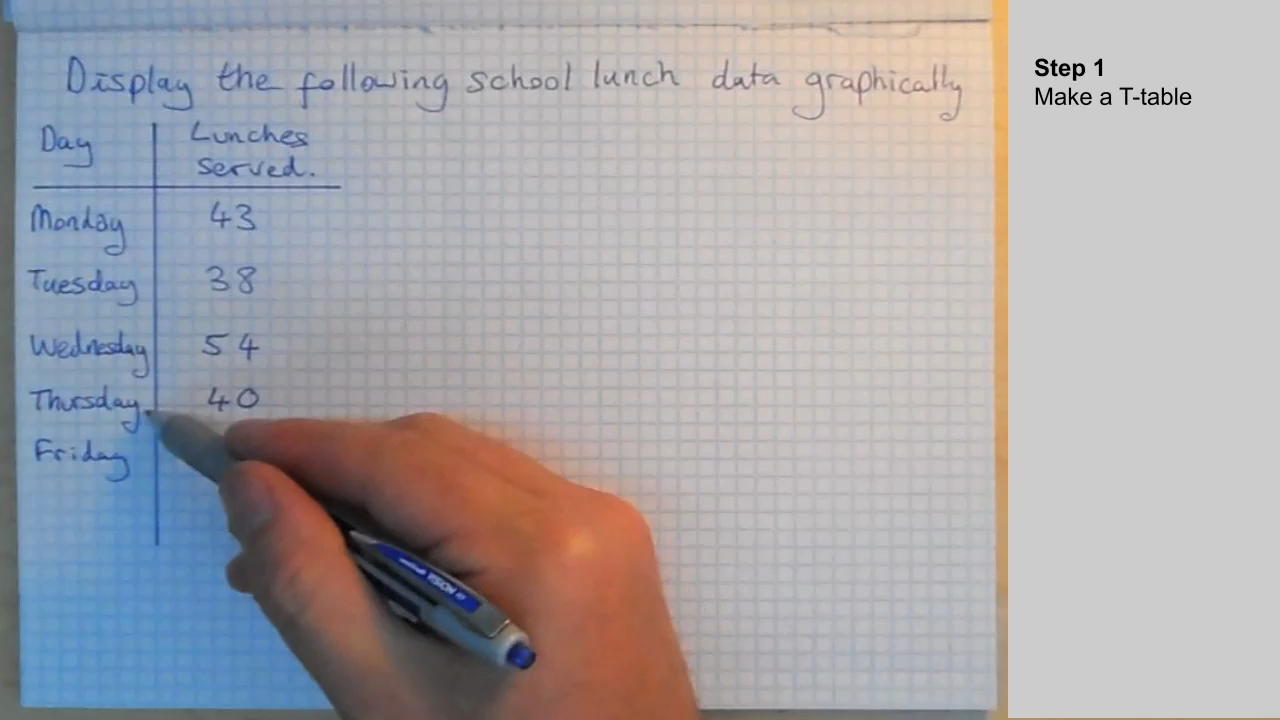 Display the following school lunch data graphically
Day Lunches served.
Monday 43
Tuesday 38
Wednesday 54
Thursday 40
Friday
Step 1
Make a T-table